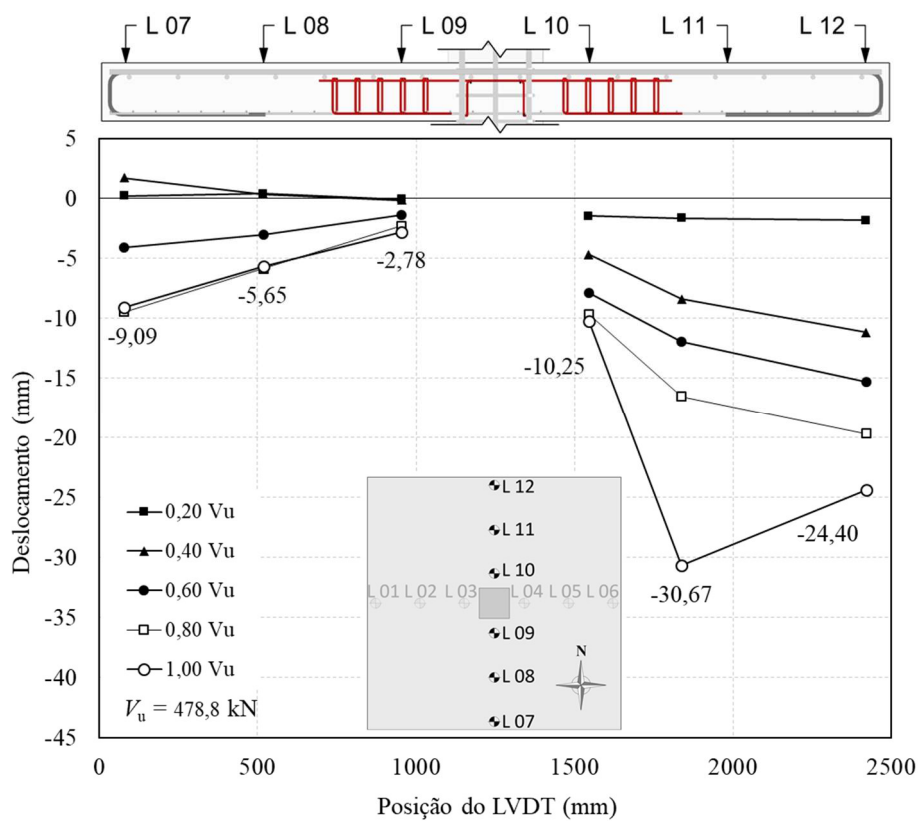 L 07 L 08 L 09 L 10 L 11 L 12
5
0
-5
-10
-15
-20
-25
-30
-35
-40
-45
Deslocamento (mm)
-9,09
-5,65
-2,78
-10,25
-30,67
-24,40
0,20 Vu
0,40 Vu
0,60 Vu
0,80 Vu
1,00 Vu
Vu = 478,8 kN
L 12
L 11
L 10
L 01 L 02 L 03 L 04 L 05 L 06
L 09
L 08
N
L 07
0 500 1000 1500 2000 2500
Posição do LVDT (mm)